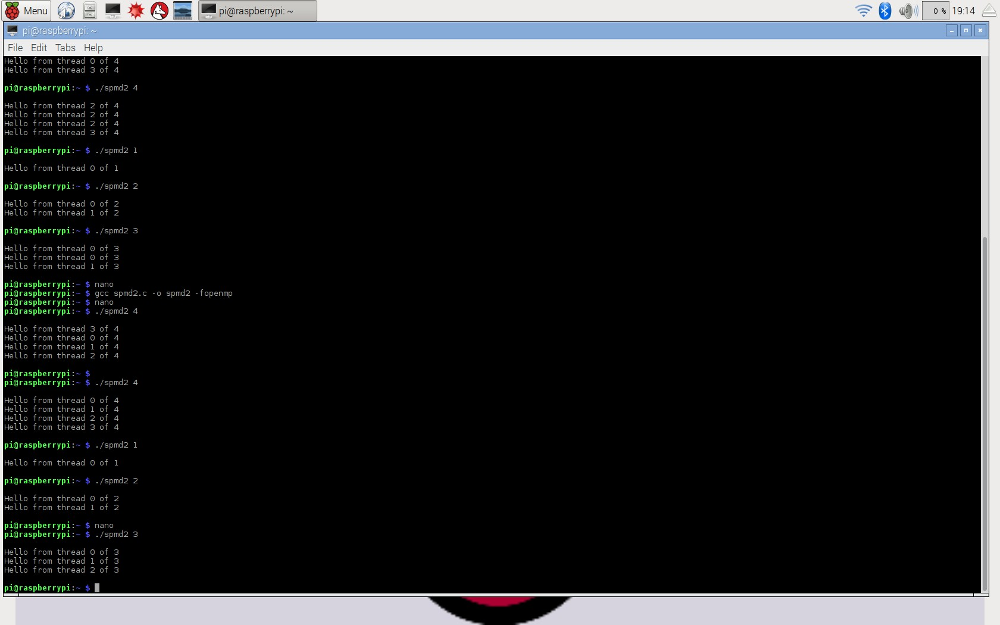 Menu
pi@raspberrypi: ~
0 %
19:14
pi@raspberrypi: ~
File Edit Tabs Help
Hello from thread 0 of 4
Hello from thread 3 of 4
pi@raspberrypi:~ $ ./spmd2 4
Hello from thread 2 of 4
Hello from thread 2 of 4
Hello from thread 2 of 4
Hello from thread 3 of 4
pi@raspberrypi:~ $ ./spmd2 1
Hello from thread 0 of 1
pi@raspberrypi:~ $ ./spmd2 2
Hello from thread 0 of 2
Hello from thread 1 of 2
pi@raspberrypi:~ $ ./spmd2 3
Hello from thread 0 of 3
Hello from thread 0 of 3
Hello from thread 1 of 3
pi@raspberrypi:~ $ nano
pi@raspberrypi:~ $ gcc spmd2.c -o spmd2 -fopenmp
pi@raspberrypi:~ $ nano
pi@raspberrypi:~ $ ./spmd2 4
Hello from thread 3 of 4
Hello from thread 0 of 4
Hello from thread 1 of 4
Hello from thread 2 of 4
pi@raspberrypi:~ $
pi@raspberrypi:~ $ ./spmd2 4
Hello from thread 0 of 4
Hello from thread 1 of 4
Hello from thread 2 of 4
Hello from thread 3 of 4
pi@raspberrypi:~ $ ./spmd2 1
Hello from thread 0 of 1
pi@raspberrypi:~ $ ./spmd2 2
Hello from thread 0 of 2
Hello from thread 1 of 2
pi@raspberrypi:~ $ nano
pi@raspberrypi:~ $ ./spmd2 3
Hello from thread 0 of 3
Hello from thread 1 of 3
Hello from thread 2 of 3
pi@raspberrypi:~ $